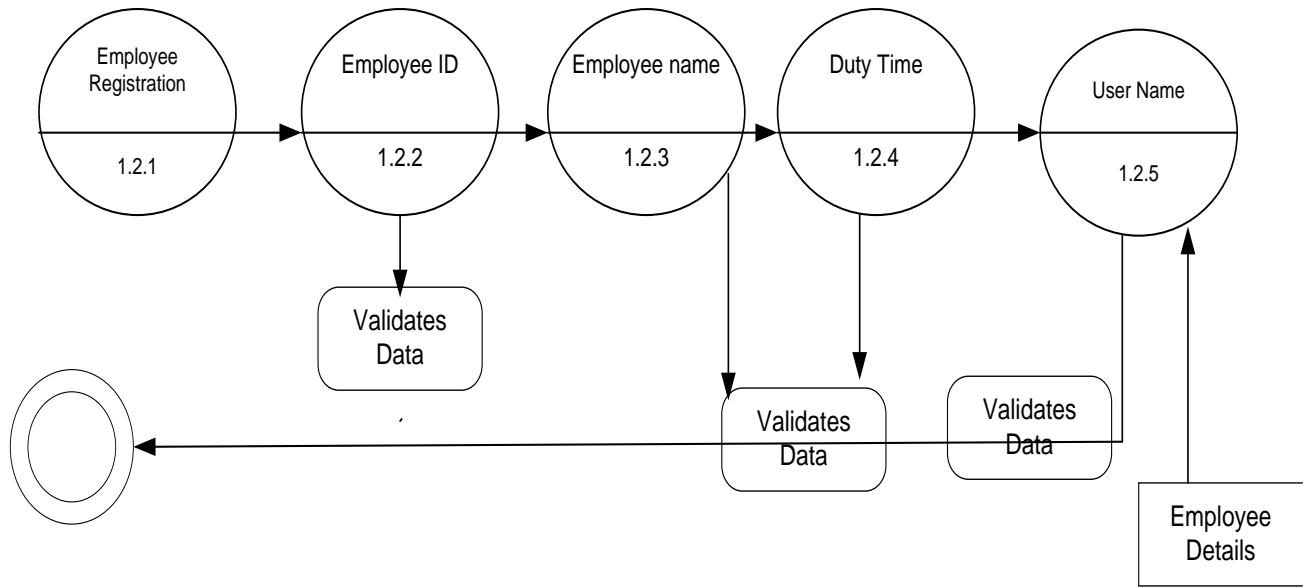 Employee
Registration
1.2.1
Employee ID
1.2.2
Employee name
1.2.3
Duty Time
1.2.4
User Name
1.2.5
Validates
Data
Validates
Data
Validates
Data
Employee
Details